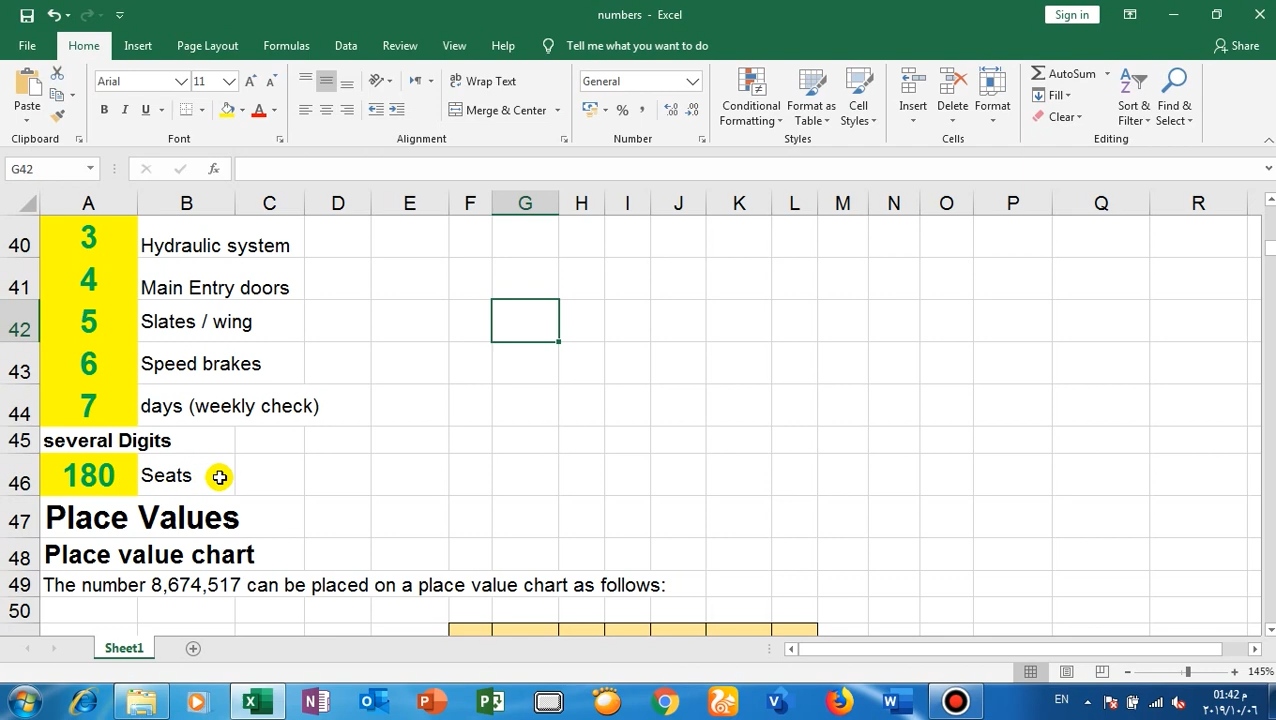 numbers - Excel
Sign in
File Home Insert Page Layout Formulas Data Review View Help Tell me what you want to do Share
Paste
Clipboard
Arial 11
B I U
Font
Wrap Text
Merge & Center
Alignment
General
%
Number
Conditional Formatting
Format as Table
Cell Styles
Styles
Insert
Delete
Format
Cells
AutoSum
Fill
Clear
Sort & Filter
Find & Select
Editing
G42
fx
A B C D E F G H I J K L M N O P Q R
40 3 Hydraulic system
41 4 Main Entry doors
42 5 Slates / wing
43 6 Speed brakes
44 7 days (weekly check)
45 several Digits
46 180 Seats
47 Place Values
48 Place value chart
49 The number 8,674,517 can be placed on a place value chart as follows:
50
Sheet1
145%
EN
01:42 م
٢٠١٩/١٠/٠٦